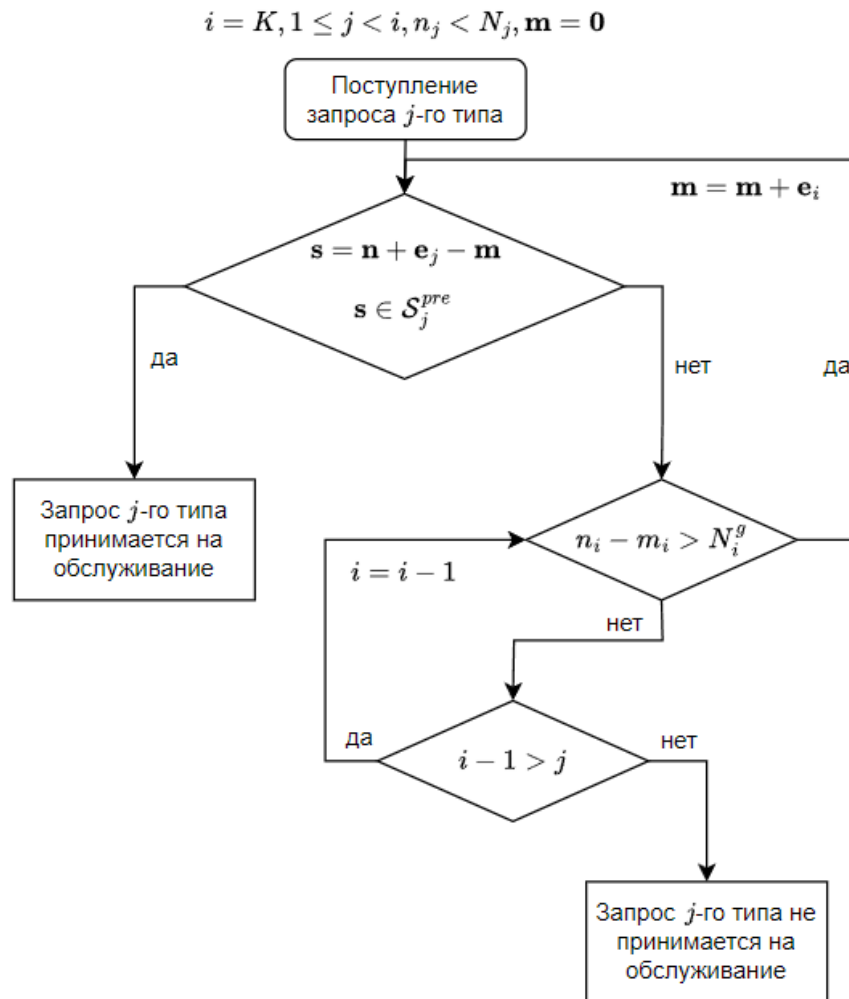 i = K, 1 ≤ j < i, n_j < N_j, m = 0
Поступление
запроса j-го типа
m = m + e_i
s = n + e_j − m
s ∈ S_j^{pre}
да
нет
да
Запрос j-го типа
принимается на
обслуживание
n_i − m_i > N_i^g
i = i − 1
нет
да
нет
i − 1 > j
Запрос j-го типа не
принимается на
обслуживание